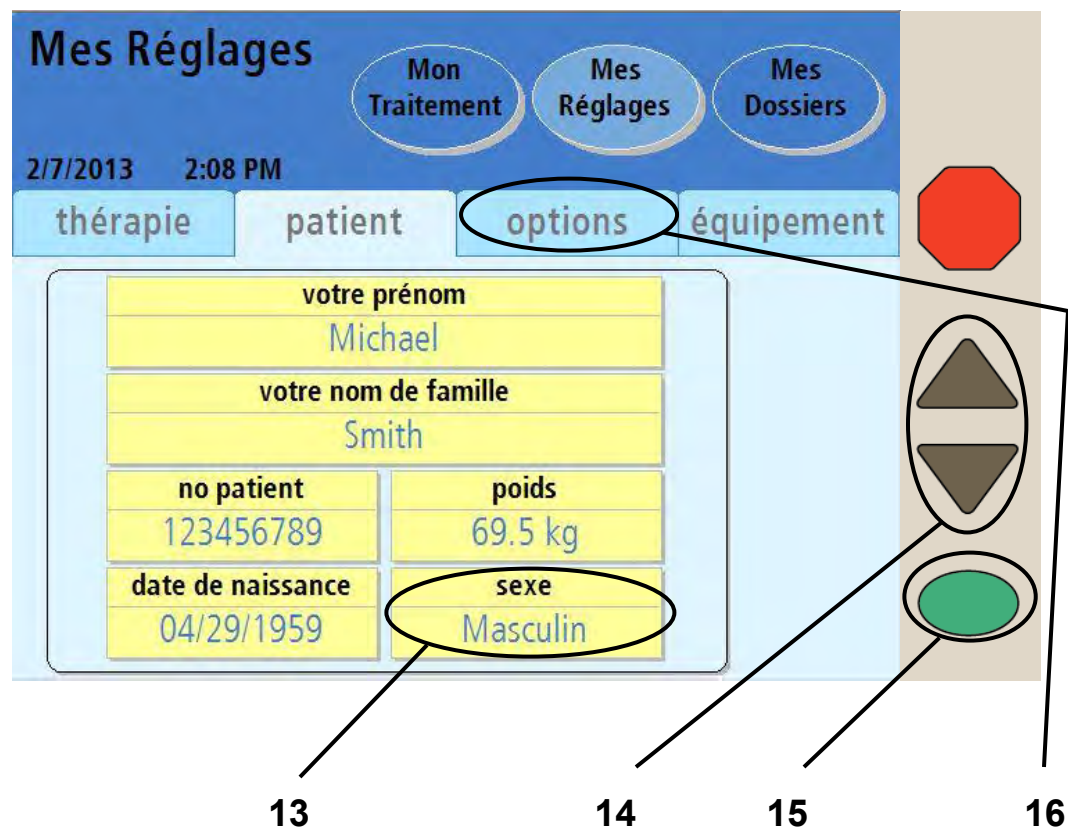 Mes Réglages
Mon
Traitement
Mes
Réglages
Mes
Dossiers
2/7/2013 2:08 PM
thérapie patient options équipement
votre prénom
Michael
votre nom de famille
Smith
no patient poids
123456789 69.5 kg
date de naissance sexe
04/29/1959 Masculin
13 14 15 16